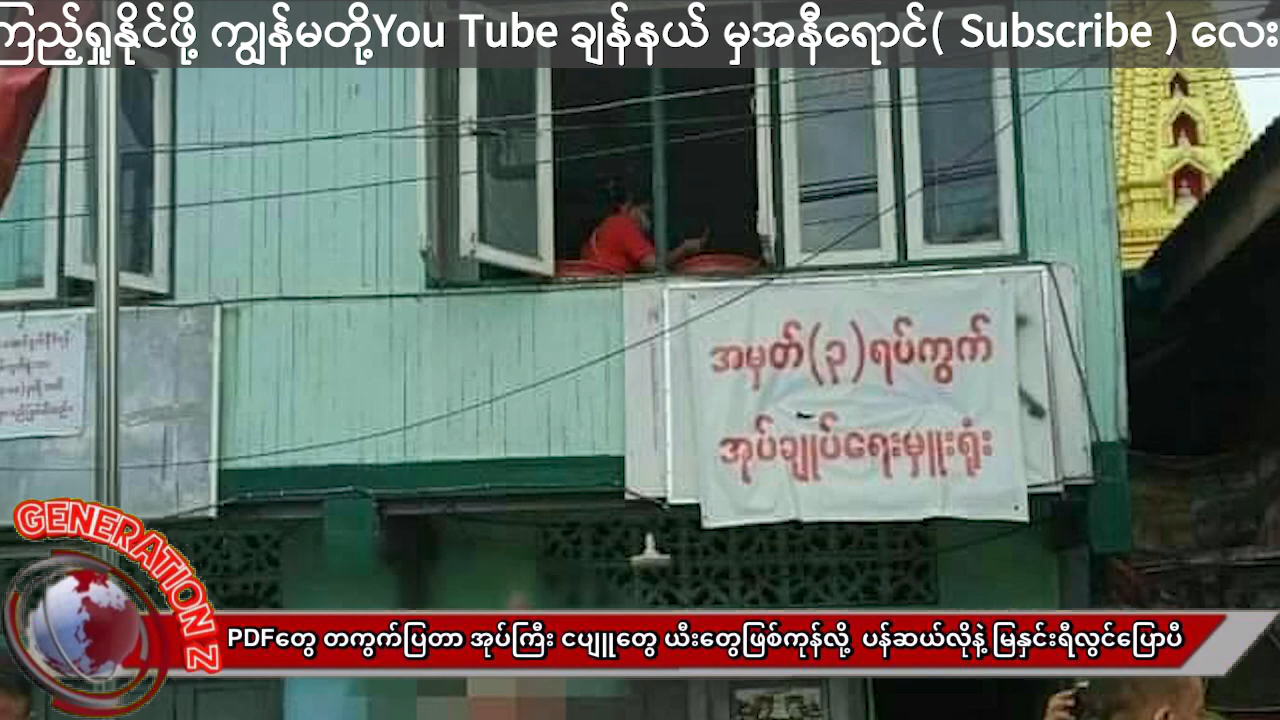 ကြည့်ရှုနိုင်ဖို့ ကျွန်မတို့You Tube ချန်နယ် မှအနီရောင်( Subscribe ) လေး
အမှတ်(၃)ရပ်ကွက်
အုပ်ချုပ်ရေးမှူးရုံး
GENERATION Z
PDFတွေ တကွက်ပြတာ အုပ်ကြီး ငပျူတွေ ယီးတွေဖြစ်ကုန်လို့ ပန်ဆယ်လိုနဲ့ မြနှင်းရီလွင်ပြောပီ